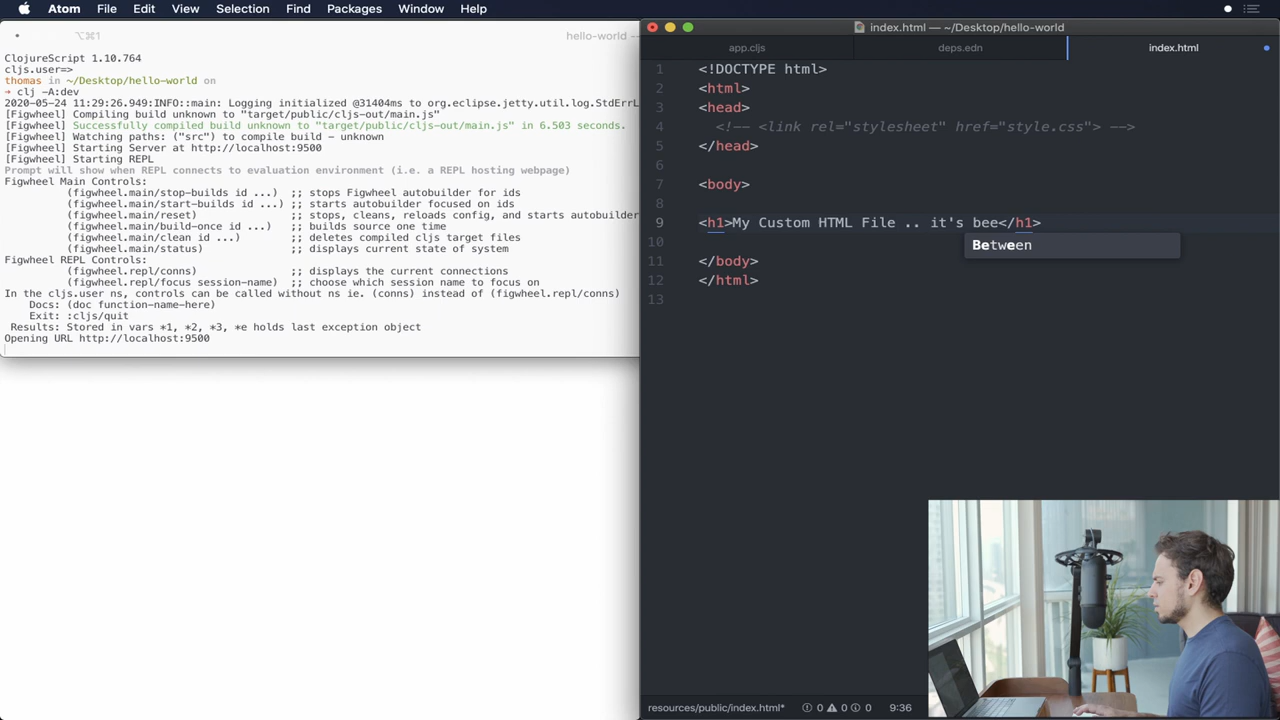 Atom File Edit View Selection Find Packages Window Help
⌥⌘1 hello-world --
ClojureScript 1.10.764
cljs.user=>
thomas in ~/Desktop/hello-world on
➜ clj -A:dev
2020-05-24 11:29:26.949:INFO::main: Logging initialized @31404ms to org.eclipse.jetty.util.log.StdErrL
[Figwheel] Compiling build unknown to "target/public/cljs-out/main.js"
[Figwheel] Successfully compiled build unknown to "target/public/cljs-out/main.js" in 6.503 seconds.
[Figwheel] Watching paths: ("src") to compile build - unknown
[Figwheel] Starting Server at http://localhost:9500
[Figwheel] Starting REPL
Prompt will show when REPL connects to evaluation environment (i.e. a REPL hosting webpage)
Figwheel Main Controls:
(figwheel.main/stop-builds id ...) ;; stops Figwheel autobuilder for ids
(figwheel.main/start-builds id ...) ;; starts autobuilder focused on ids
(figwheel.main/reset) ;; stops, cleans, reloads config, and starts autobuilder
(figwheel.main/build-once id ...) ;; builds source one time
(figwheel.main/clean id ...) ;; deletes compiled cljs target files
(figwheel.main/status) ;; displays current state of system
Figwheel REPL Controls:
(figwheel.repl/conns) ;; displays the current connections
(figwheel.repl/focus session-name) ;; choose which session name to focus on
In the cljs.user ns, controls can be called without ns ie. (conns) instead of (figwheel.repl/conns)
Docs: (doc function-name-here)
Exit: :cljs/quit
Results: Stored in vars *1, *2, *3, *e holds last exception object
Opening URL http://localhost:9500
index.html — ~/Desktop/hello-world
app.cljs deps.edn index.html
1 <!DOCTYPE html>
2 <html>
3 <head>
4 <!-- <link rel="stylesheet" href="style.css"> -->
5 </head>
6
7 <body>
8
9 <h1>My Custom HTML File .. it's bee</h1>
Between
10
11 </body>
12 </html>
13
resources/public/index.html* 0 0 0 9:36